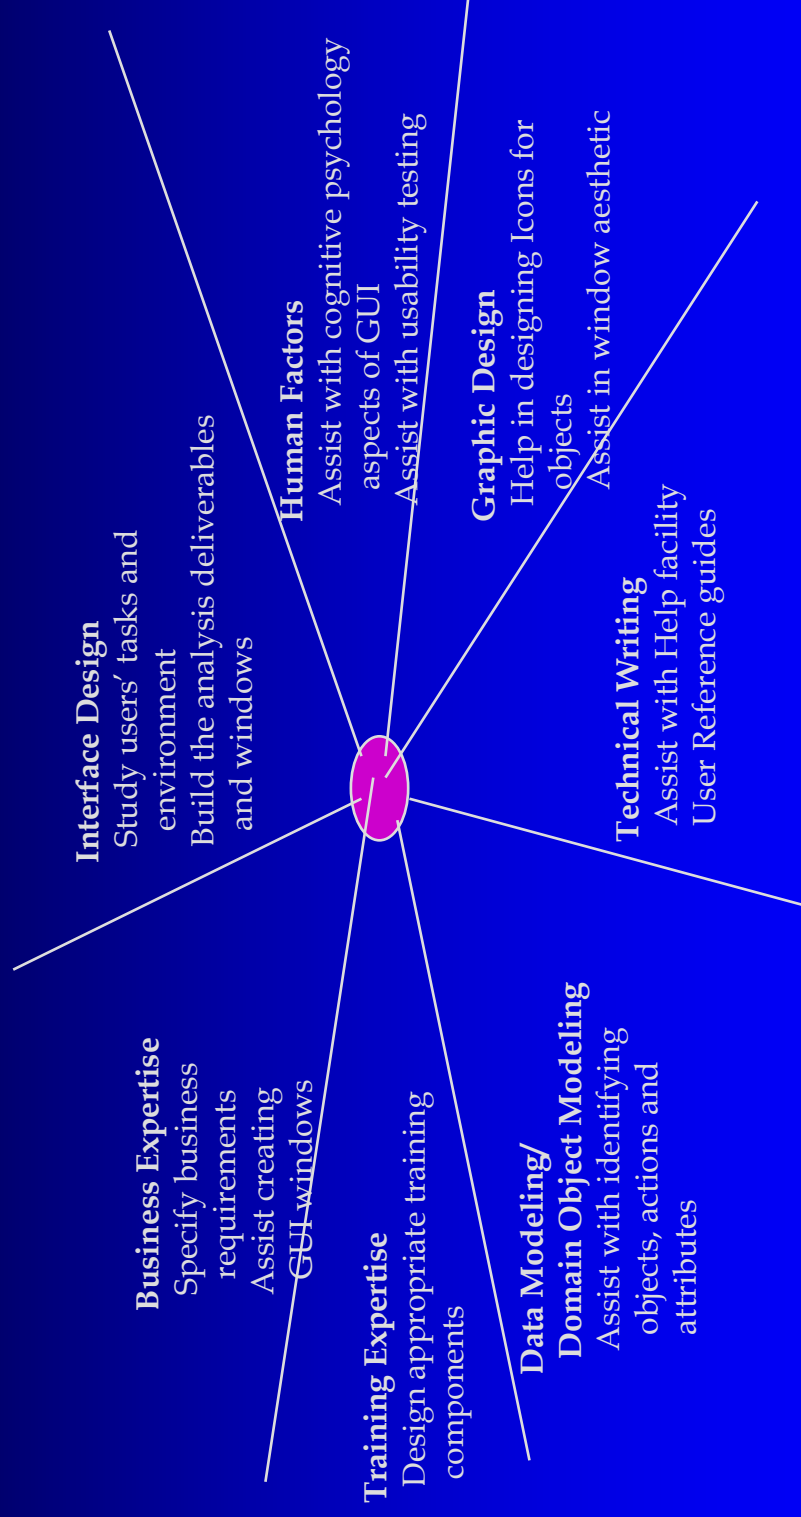 Interface Design
Study users’ tasks and
environment
Build the analysis deliverables
and windows
Business Expertise
Specify business
requirements
Assist creating
GUI windows
Human Factors
Assist with cognitive psychology
aspects of GUI
Assist with usability testing
Training Expertise
Design appropriate training
components
Graphic Design
Help in designing Icons for
objects
Assist in window aesthetic
Data Modeling/
Domain Object Modeling
Assist with identifying
objects, actions and
attributes
Technical Writing
Assist with Help facility
User Reference guides